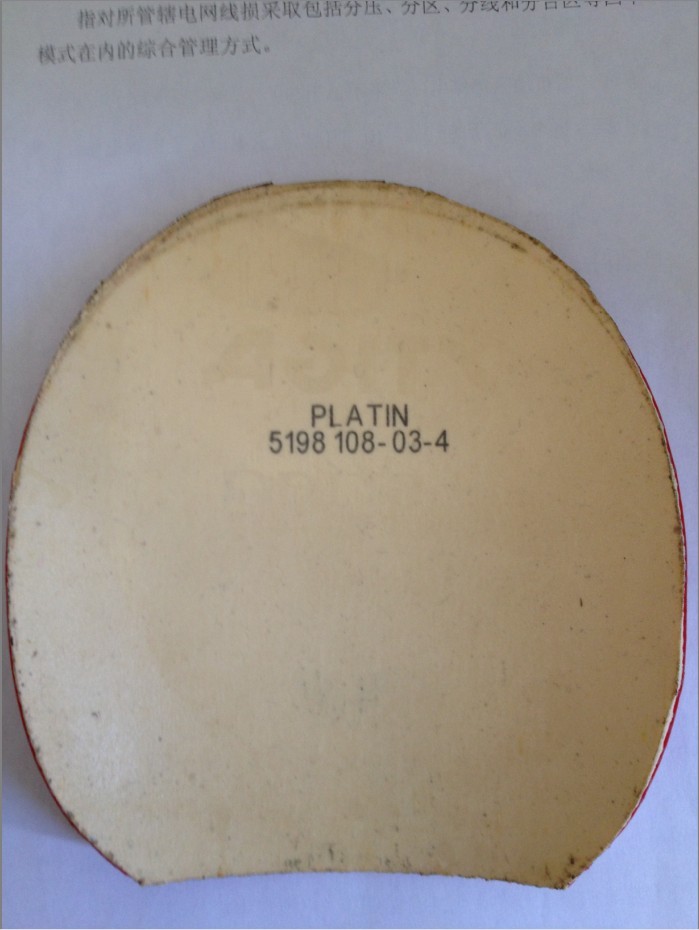 指对所管辖电网线损采取包括分压、分区、分线和分台区等四个
模式在内的综合管理方式。
PLATIN
5198 108-03-4